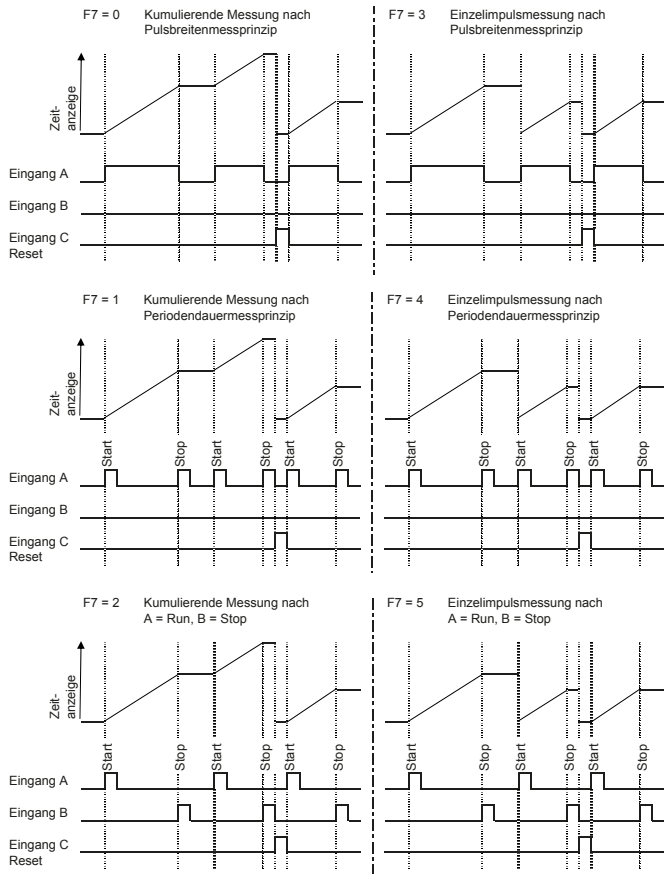 F7 = 0 Kumulierende Messung nach
Pulsbreitenmessprinzip
Zeit-
anzeige
Eingang A
Eingang B
Eingang C
Reset
F7 = 3 Einzelimpulsmessung nach
Pulsbreitenmessprinzip
F7 = 1 Kumulierende Messung nach
Periodendauermessprinzip
Zeit-
anzeige
Start Stop Start Stop Start Stop
Eingang A
Eingang B
Eingang C
Reset
F7 = 4 Einzelimpulsmessung nach
Periodendauermessprinzip
Start Stop Start Stop Start Stop
F7 = 2 Kumulierende Messung nach
A = Run, B = Stop
Zeit-
anzeige
Start Stop Start Stop Start Stop
Eingang A
Eingang B
Eingang C
Reset
F7 = 5 Einzelimpulsmessung nach
A = Run, B = Stop
Start Stop Start Stop Start Stop